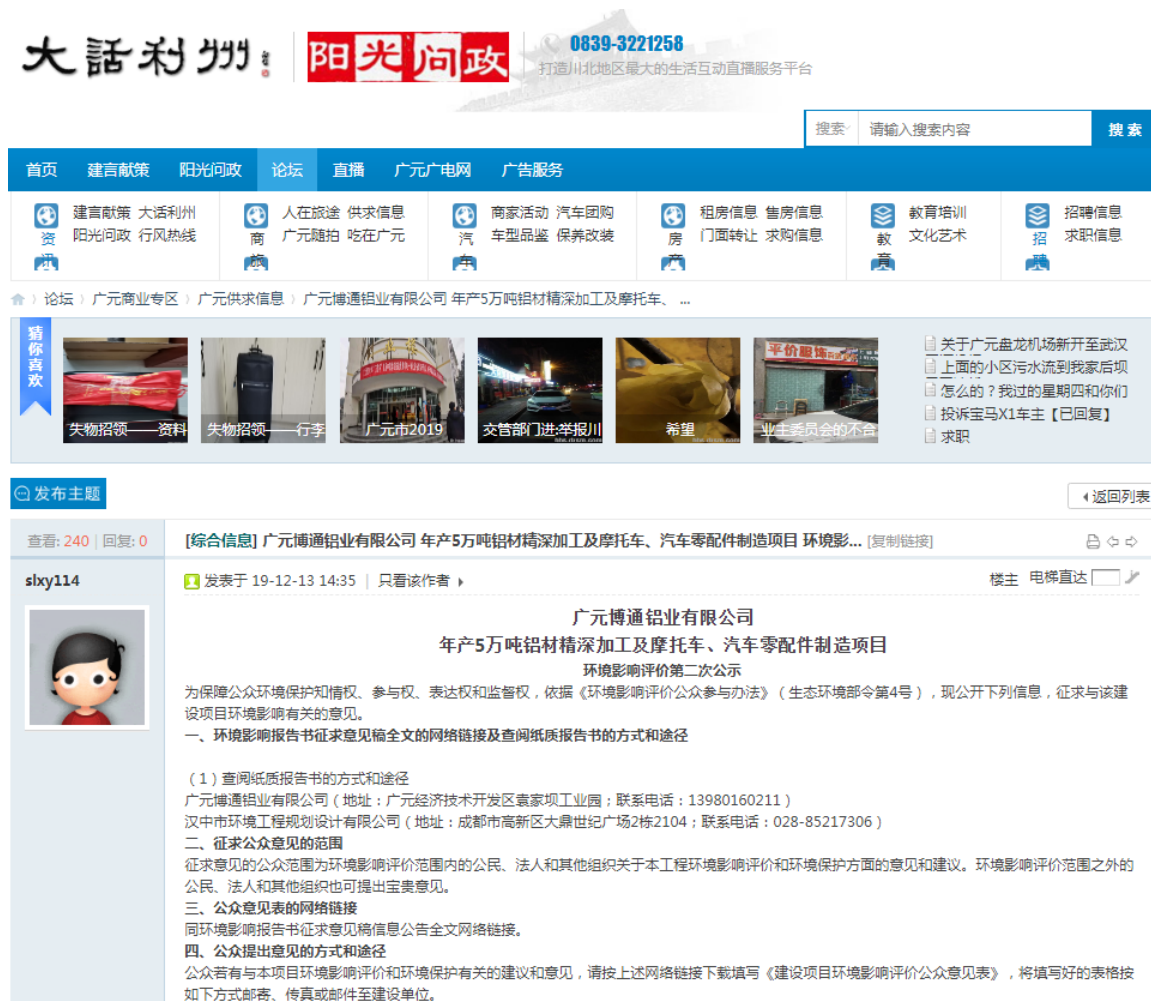 大話利州
阳光问政
0839-3221258
打造川北地区最大的生活互动直播服务平台
搜索
请输入搜索内容
搜索
首页 建言献策 阳光问政 论坛 直播 广元广电网 广告服务
资讯
建言献策 大话利州
阳光问政 行风热线
商旅
人在旅途 供求信息
广元随拍 吃在广元
汽车
商家活动 汽车团购
车型品鉴 保养改装
房产
租房信息 售房信息
门面转让 求购信息
教育
教育培训
文化艺术
招聘
招聘信息
求职信息
论坛 〉 广元商业专区 〉 广元供求信息 〉 广元博通铝业有限公司 年产5万吨铝材精深加工及摩托车、 ...
猜你喜欢
失物招领——资料
失物招领——行李
广元市2019
交管部门进:举报川
希望
平价服饰
业主委员会的不合
关于广元盘龙机场新开至武汉
上面的小区污水流到我家后坝
怎么的？我过的星期四和你们
投诉宝马X1车主【已回复】
求职
发布主题
返回列表
查看: 240 | 回复: 0
[综合信息] 广元博通铝业有限公司 年产5万吨铝材精深加工及摩托车、汽车零配件制造项目 环境影... [复制链接]
slxy114
发表于 19-12-13 14:35 | 只看该作者
楼主 电梯直达
广元博通铝业有限公司
年产5万吨铝材精深加工及摩托车、汽车零配件制造项目
环境影响评价第二次公示
为保障公众环境保护知情权、参与权、表达权和监督权，依据《环境影响评价公众参与办法》（生态环境部令第4号），现公开下列信息，征求与该建
设项目环境影响有关的意见。
一、环境影响报告书征求意见稿全文的网络链接及查阅纸质报告书的方式和途径
（1）查阅纸质报告书的方式和途径
广元博通铝业有限公司（地址：广元经济技术开发区袁家坝工业园；联系电话：13980160211）
汉中市环境工程规划设计有限公司（地址：成都市高新区大鼎世纪广场2栋2104；联系电话：028-85217306）
二、征求公众意见的范围
征求意见的公众范围为环境影响评价范围内的公民、法人和其他组织关于本工程环境影响评价和环境保护方面的意见和建议。环境影响评价范围之外的
公民、法人和其他组织也可提出宝贵意见。
三、公众意见表的网络链接
同环境影响报告书征求意见稿信息公告全文网络链接。
四、公众提出意见的方式和途径
公众若有与本项目环境影响评价和环境保护有关的建议和意见，请按上述网络链接下载填写《建设项目环境影响评价公众意见表》，将填写好的表格按
如下方式邮寄、传真或邮件至建设单位。